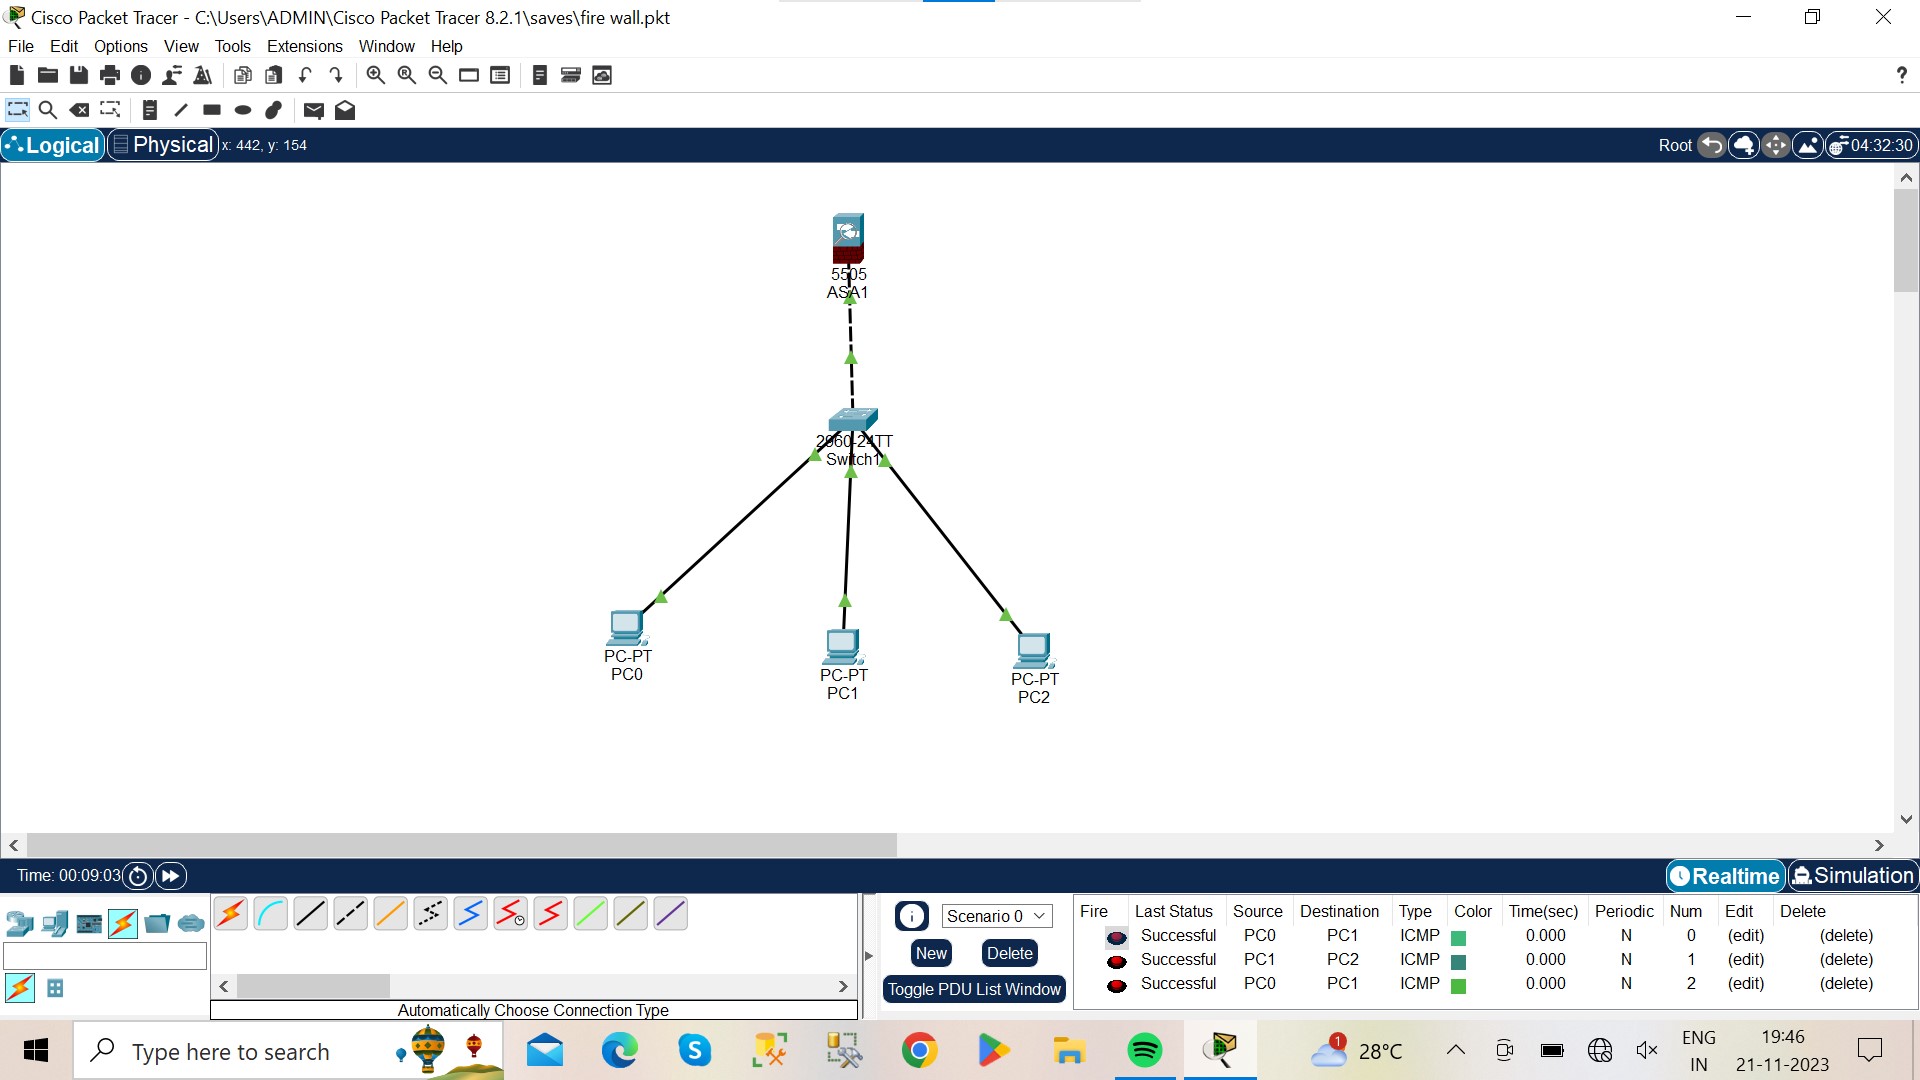 Cisco Packet Tracer - C:\Users\ADMIN\Cisco Packet Tracer 8.2.1\saves\fire wall.pkt
File Edit Options View Tools Extensions Window Help
?
Logical Physical x: 442, y: 154 Root 04:32:30
5505
ASA1
2960-24TT
Switch1
PC-PT
PC0
PC-PT
PC1
PC-PT
PC2
Time: 00:09:03 Realtime Simulation
Scenario 0
New Delete
Toggle PDU List Window
Automatically Choose Connection Type
Fire Last Status Source Destination Type Color Time(sec) Periodic Num Edit Delete
Successful PC0 PC1 ICMP 0.000 N 0 (edit) (delete)
Successful PC1 PC2 ICMP 0.000 N 1 (edit) (delete)
Successful PC0 PC1 ICMP 0.000 N 2 (edit) (delete)
Type here to search
1 28°C
ENG
IN
19:46
21-11-2023